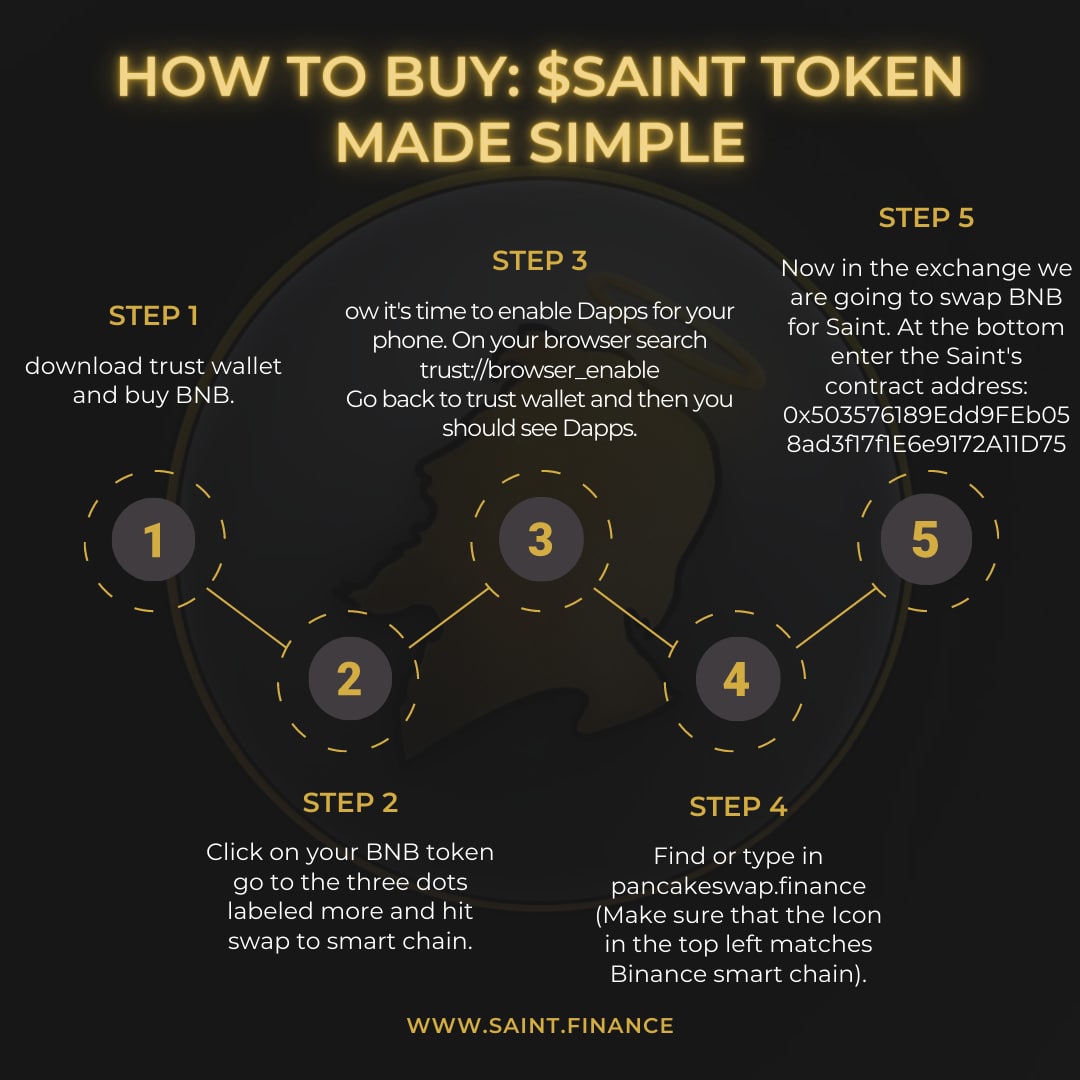 HOW TO BUY: $SAINT TOKEN
MADE SIMPLE
STEP 1
download trust wallet
and buy BNB.
STEP 3
ow it's time to enable Dapps for your
phone. On your browser search
trust://browser_enable
Go back to trust wallet and then you
should see Dapps.
STEP 5
Now in the exchange we
are going to swap BNB
for Saint. At the bottom
enter the Saint's
contract address:
0x503576189Edd9FEb05
8ad3f17f1E6e9172A11D75
1
3
5
2
4
STEP 2
Click on your BNB token
go to the three dots
labeled more and hit
swap to smart chain.
STEP 4
Find or type in
pancakeswap.finance
(Make sure that the Icon
in the top left matches
Binance smart chain).
WWW.SAINT.FINANCE